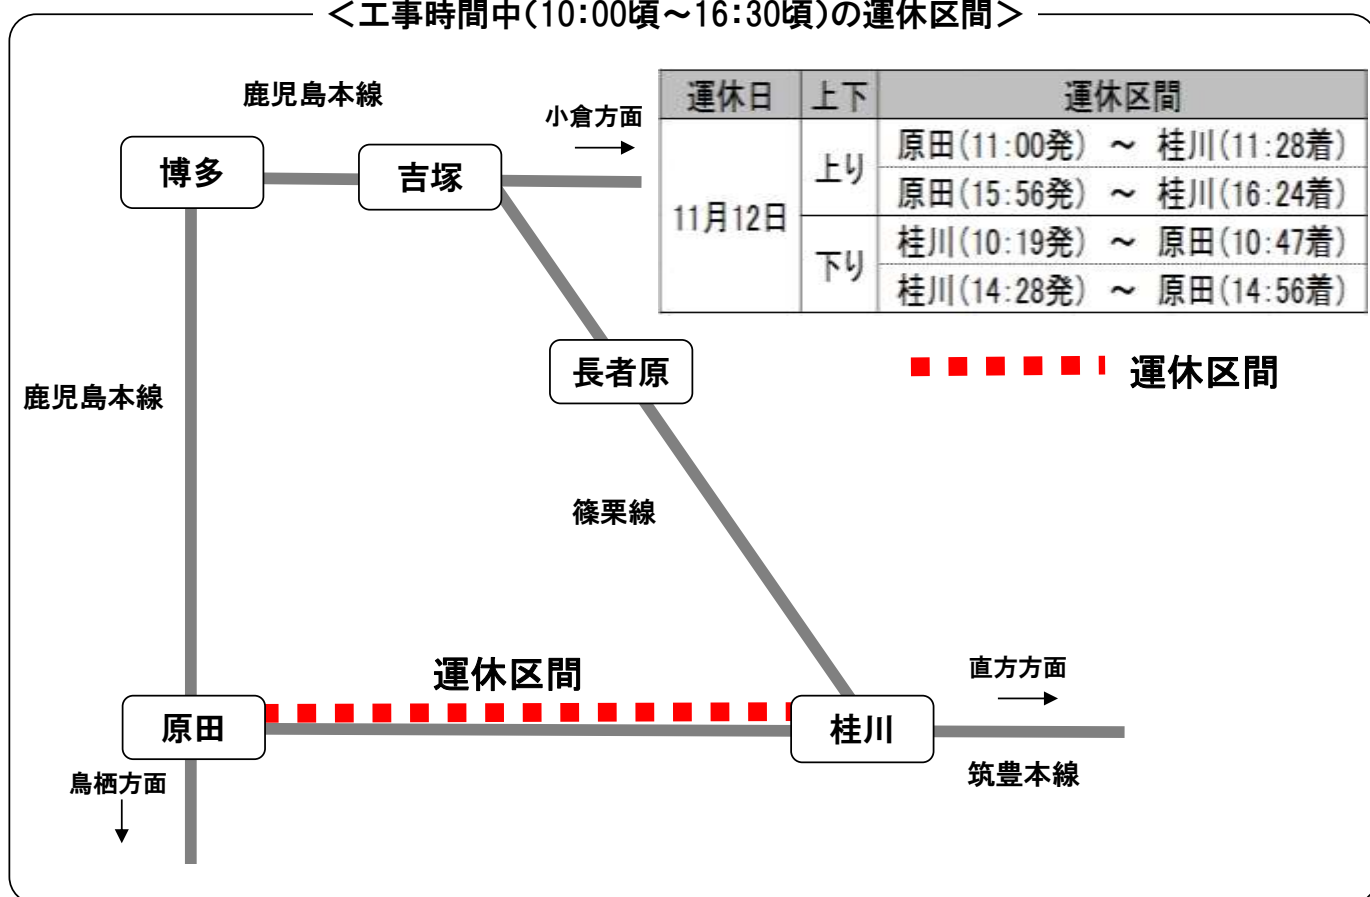 ＜工事時間中(10:00頃～16:30頃)の運休区間＞
鹿児島本線
小倉方面
博多
吉塚
運休日 上下 運休区間
11月12日
上り
原田(11:00発) ～ 桂川(11:28着)
原田(15:56発) ～ 桂川(16:24着)
下り
桂川(10:19発) ～ 原田(10:47着)
桂川(14:28発) ～ 原田(14:56着)
長者原
運休区間
鹿児島本線
篠栗線
運休区間
直方方面
原田
桂川
鳥栖方面
筑豊本線